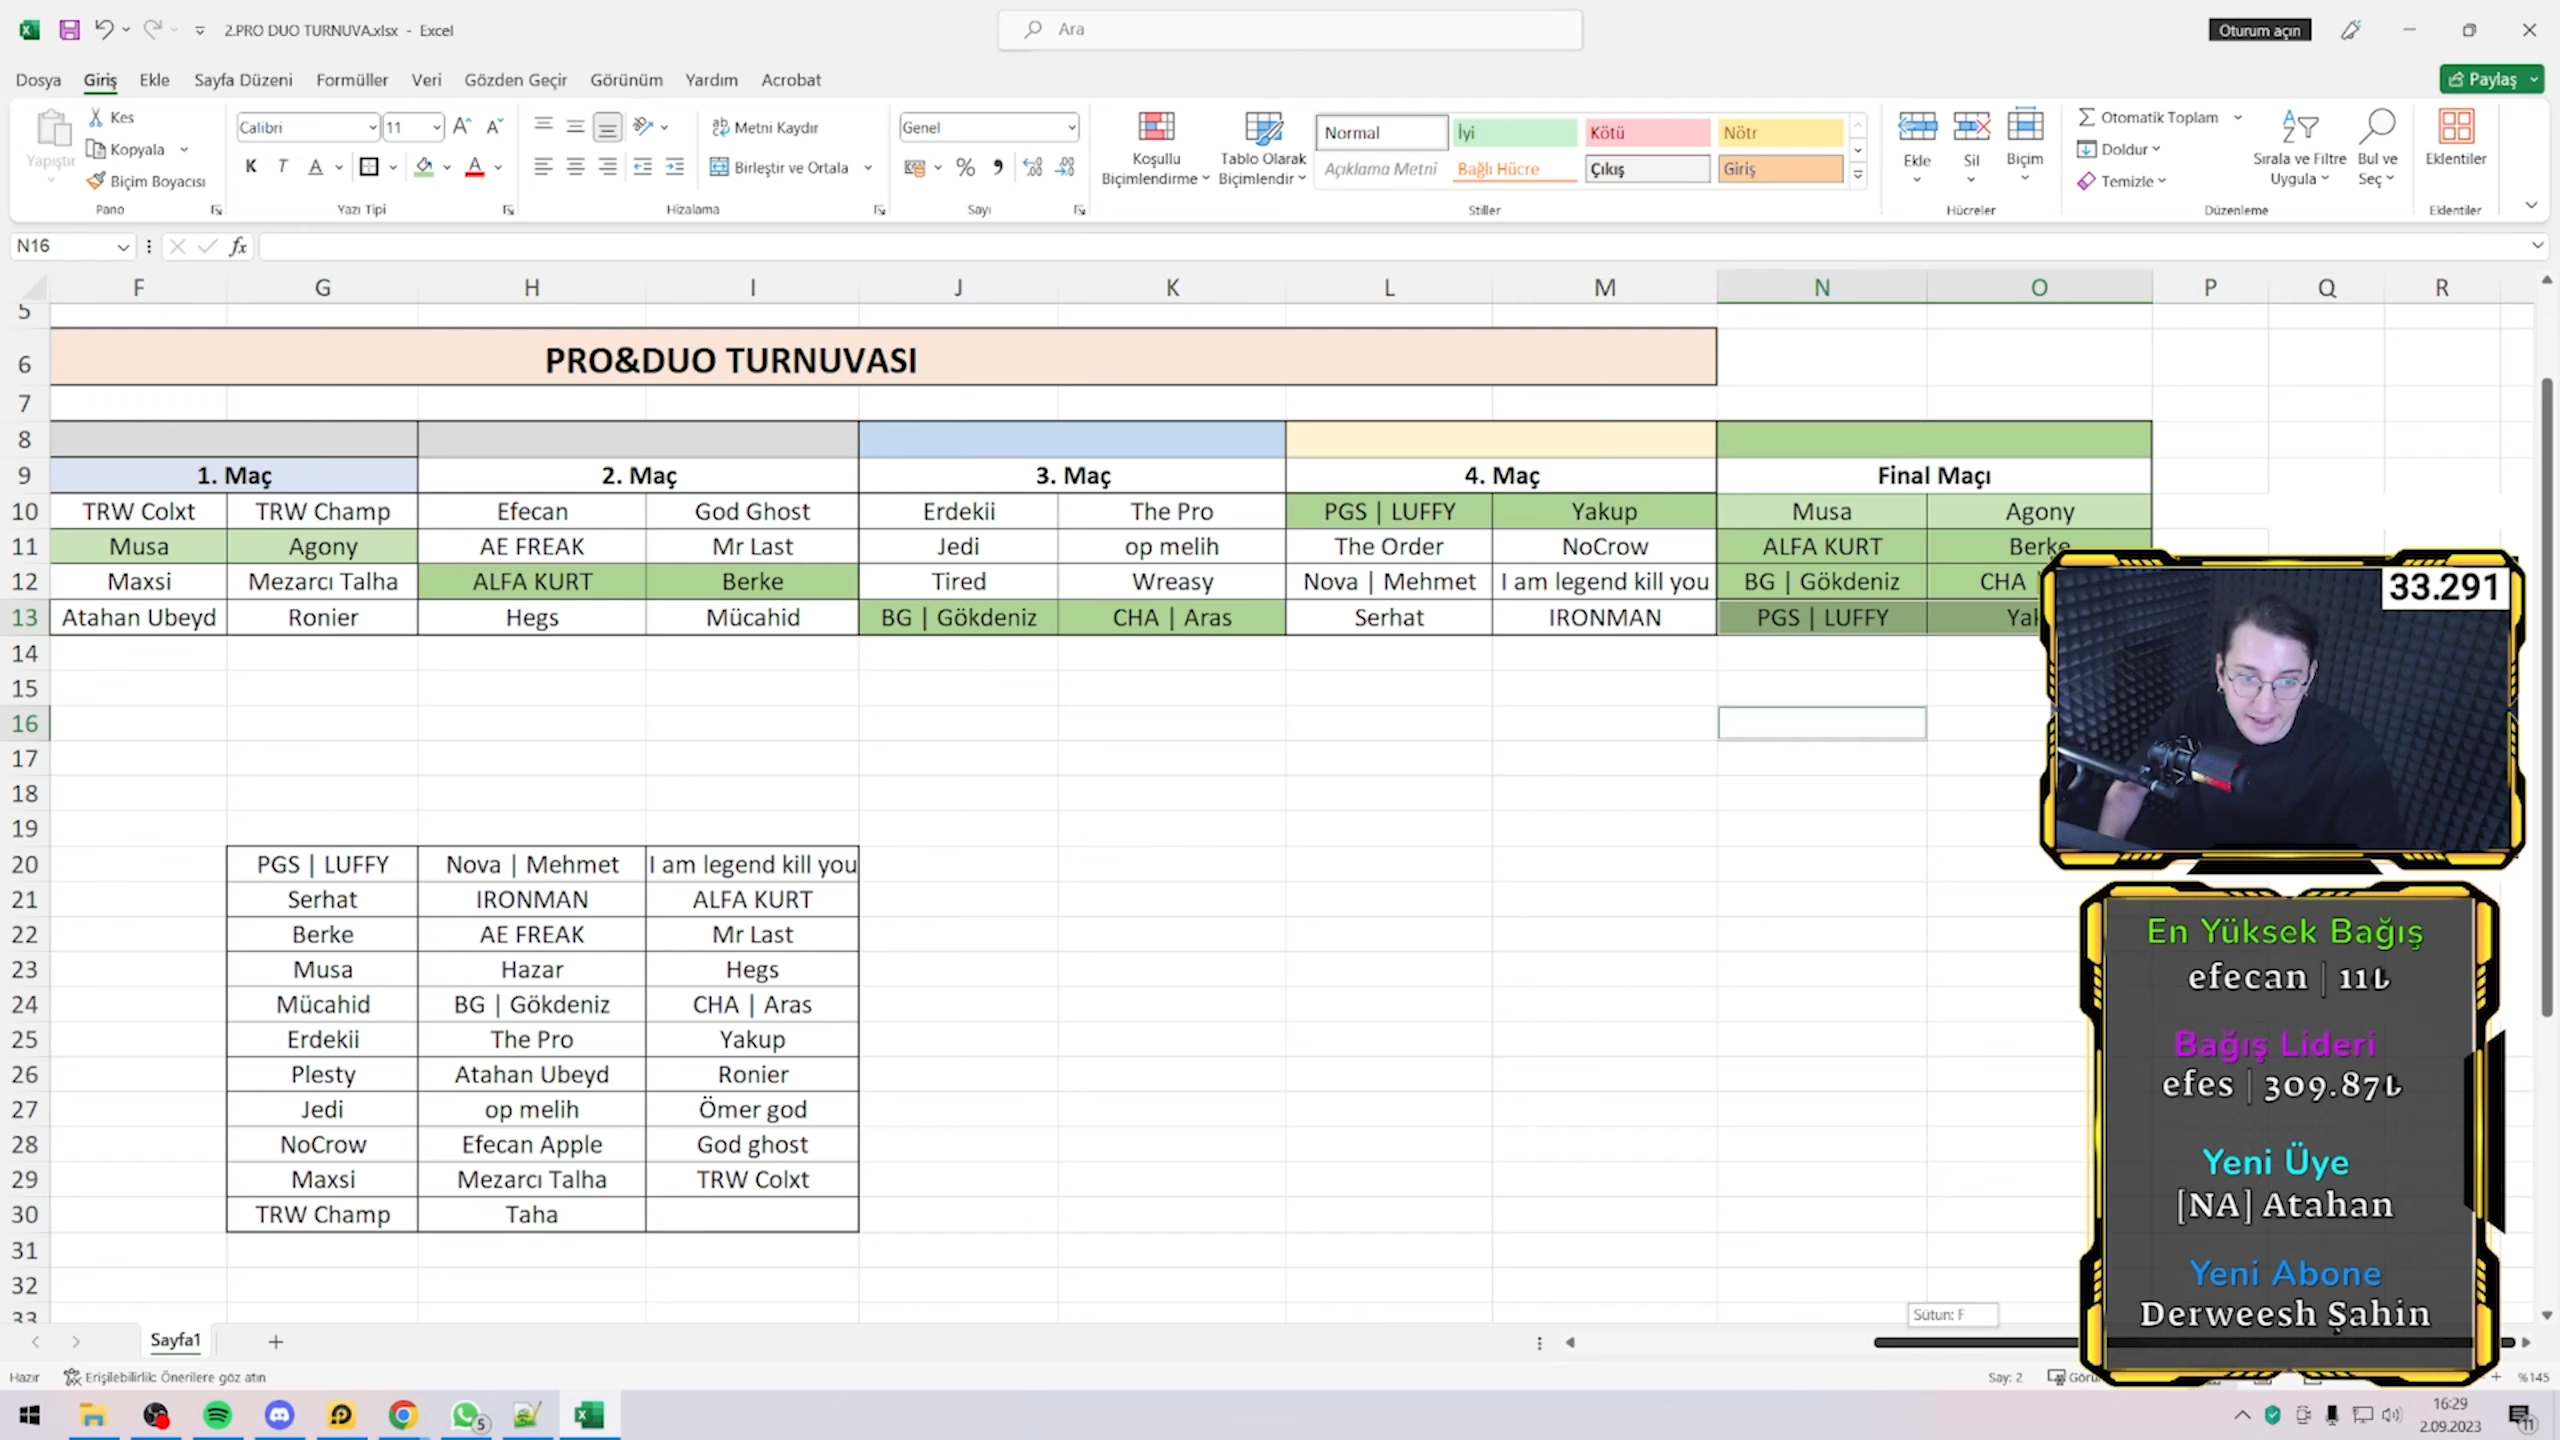 2.PRO DUO TURNUVA.xlsx - Excel
Ara
Oturum açın
Dosya Giriş Ekle Sayfa Düzeni Formüller Veri Gözden Geçir Görünüm Yardım Acrobat
Paylaş
Yapıştır
Kes
Kopyala
Biçim Boyacısı
Pano
Calibri 11
K T A
Yazı Tipi
Metni Kaydır
Birleştir ve Ortala
Hizalama
Genel
Sayı
Koşullu Biçimlendirme
Tablo Olarak Biçimlendir
Normal İyi Kötü Nötr
Açıklama Metni Bağlı Hücre Çıkış Giriş
Stiller
Ekle Sil Biçim
Hücreler
Otomatik Toplam
Doldur
Temizle
Sırala ve Filtre Uygula
Bul ve Seç
Düzenleme
Eklentiler
Eklentiler
N16
fx
F G H I J K L M N O P Q R
5
6 PRO&DUO TURNUVASI
7
8
9 1. Maç 2. Maç 3. Maç 4. Maç Final Maçı
10 TRW Colxt TRW Champ Efecan God Ghost Erdekii The Pro PGS | LUFFY Yakup Musa Agony
11 Musa Agony AE FREAK Mr Last Jedi op melih The Order NoCrow ALFA KURT Berke
12 Maxsi Mezarcı Talha ALFA KURT Berke Tired Wreasy Nova | Mehmet I am legend kill you BG | Gökdeniz CHA |
13 Atahan Ubeyd Ronier Hegs Mücahid BG | Gökdeniz CHA | Aras Serhat IRONMAN PGS | LUFFY
14
15
16
17
18
19
20 PGS | LUFFY Nova | Mehmet I am legend kill you
21 Serhat IRONMAN ALFA KURT
22 Berke AE FREAK Mr Last
23 Musa Hazar Hegs
24 Mücahid BG | Gökdeniz CHA | Aras
25 Erdekii The Pro Yakup
26 Plesty Atahan Ubeyd Ronier
27 Jedi op melih Ömer god
28 NoCrow Efecan Apple God ghost
29 Maxsi Mezarcı Talha TRW Colxt
30 TRW Champ Taha
31
32
33
33.291
En Yüksek Bağış
efecan | 11₺
Bağış Lideri
efes | 309.87₺
Yeni Üye
[NA] Atahan
Yeni Abone
Derweesh Şahin
Sütun: F
Sayfa1
Hazır
Erişilebilirlik: Önerilere göz atın
Say: 2
%145
5
16:29
2.09.2023
11